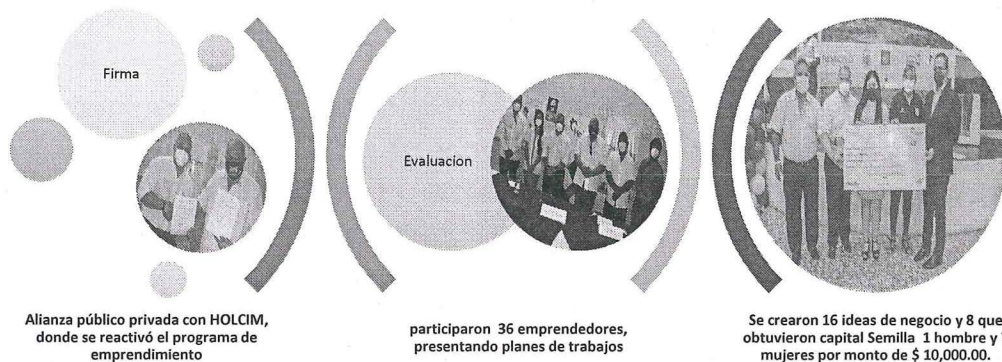 Firma
Alianza público privada con HOLCIM,
donde se reactivó el programa de
emprendimiento
Evaluacion
participaron 36 emprendedores,
presentando planes de trabajos
Se crearon 16 ideas de negocio y 8 que
obtuvieron capital Semilla 1 hombre y
mujeres por monto de $ 10,000.00.